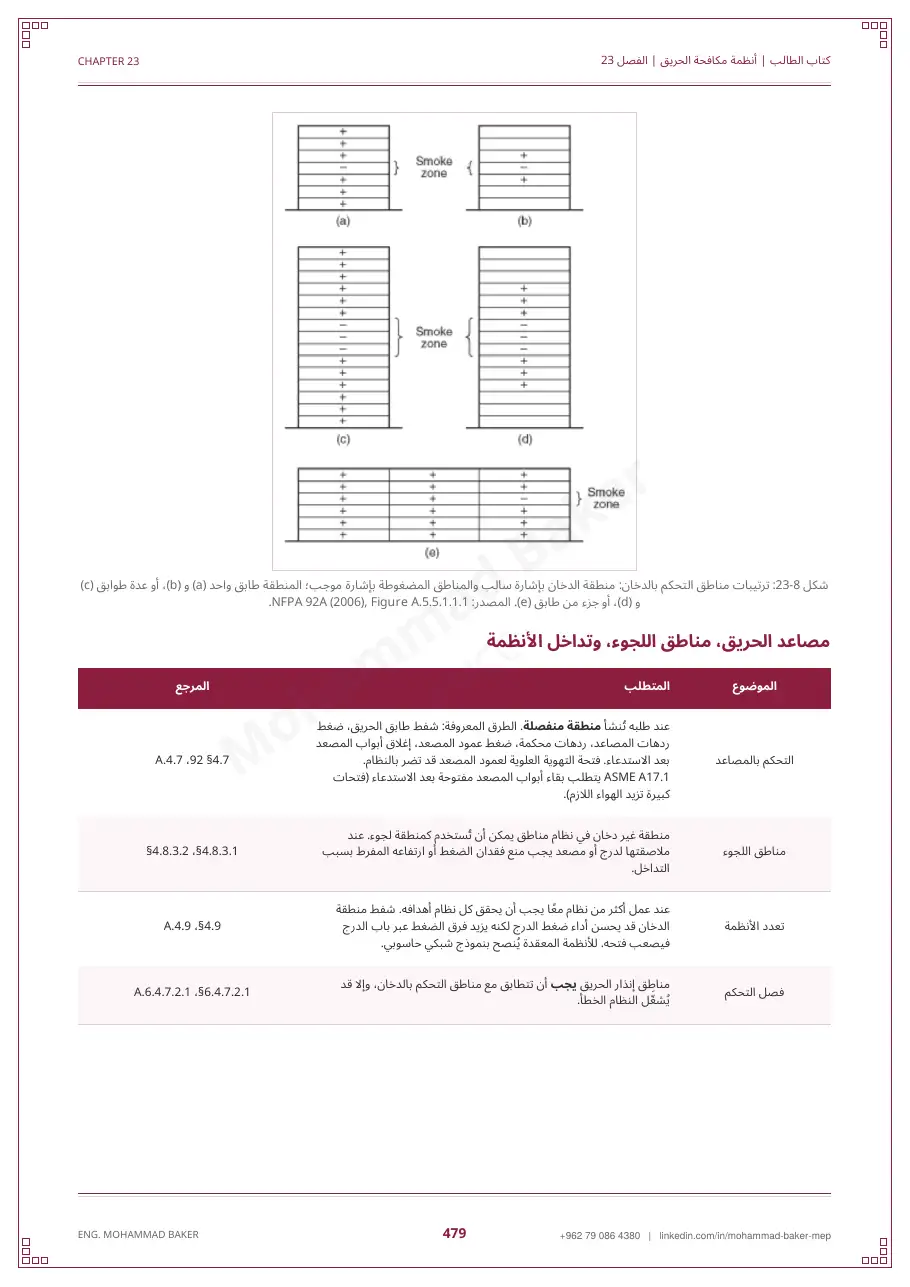 CHAPTER 23
كتاب الطالب | أنظمة مكافحة الحريق | الفصل 23
+
+
+
−
+
+
+
Smoke
zone
+
−
+
(a)
(b)
+
+
+
+
+
+
−
−
−
+
+
+
+
+
+
Smoke
zone
+
+
+
−
−
−
+
+
+
(c)
(d)
+ + +
+ + +
+ + −
+ + +
+ + +
+ + +
Smoke
zone
(e)
شكل 8-23: ترتيبات مناطق التحكم بالدخان: منطقة الدخان بإشارة سالب والمناطق المضغوطة بإشارة موجب؛ المنطقة طابق واحد (a) و (b)، أو عدة طوابق (c)
و (d)، أو جزء من طابق (e). المصدر: NFPA 92A (2006), Figure A.5.5.1.1.1.
مصاعد الحريق، مناطق اللجوء، وتداخل الأنظمة
الموضوع المتطلب المرجع
عند طلبه تُنشأ منطقة منفصلة. الطرق المعروفة: شفط طابق الحريق، ضغط
ردهات المصاعد، ردهات محكمة، ضغط عمود المصعد، إغلاق أبواب المصعد
بعد الاستدعاء. فتحة التهوية العلوية لعمود المصعد قد تضر بالنظام.
ASME A17.1 يتطلب بقاء أبواب المصعد مفتوحة بعد الاستدعاء (فتحات
كبيرة تزيد الهواء اللازم).
التحكم بالمصاعد
A.4.7 ،92 §4.7
منطقة غير دخان في نظام مناطق يمكن أن تُستخدم كمنطقة لجوء. عند
ملاصقتها لدرج أو مصعد يجب منع فقدان الضغط أو ارتفاعه المفرط بسبب
التداخل.
مناطق اللجوء
§4.8.3.2 ،§4.8.3.1
عند عمل أكثر من نظام معًا يجب أن يحقق كل نظام أهدافه. شفط منطقة
الدخان قد يحسن أداء ضغط الدرج لكنه يزيد فرق الضغط عبر باب الدرج
فيصعب فتحه. للأنظمة المعقدة يُنصح بنموذج شبكي حاسوبي.
تعدد الأنظمة
A.4.9 ،§4.9
مناطق إنذار الحريق يجب أن تتطابق مع مناطق التحكم بالدخان، وإلا قد
يُشغَّل النظام الخطأ.
فصل التحكم
A.6.4.7.2.1 ،§6.4.7.2.1
Mohammad Baker
ENG. MOHAMMAD BAKER
479
+962 79 086 4380 | linkedin.com/in/mohammad-baker-mep